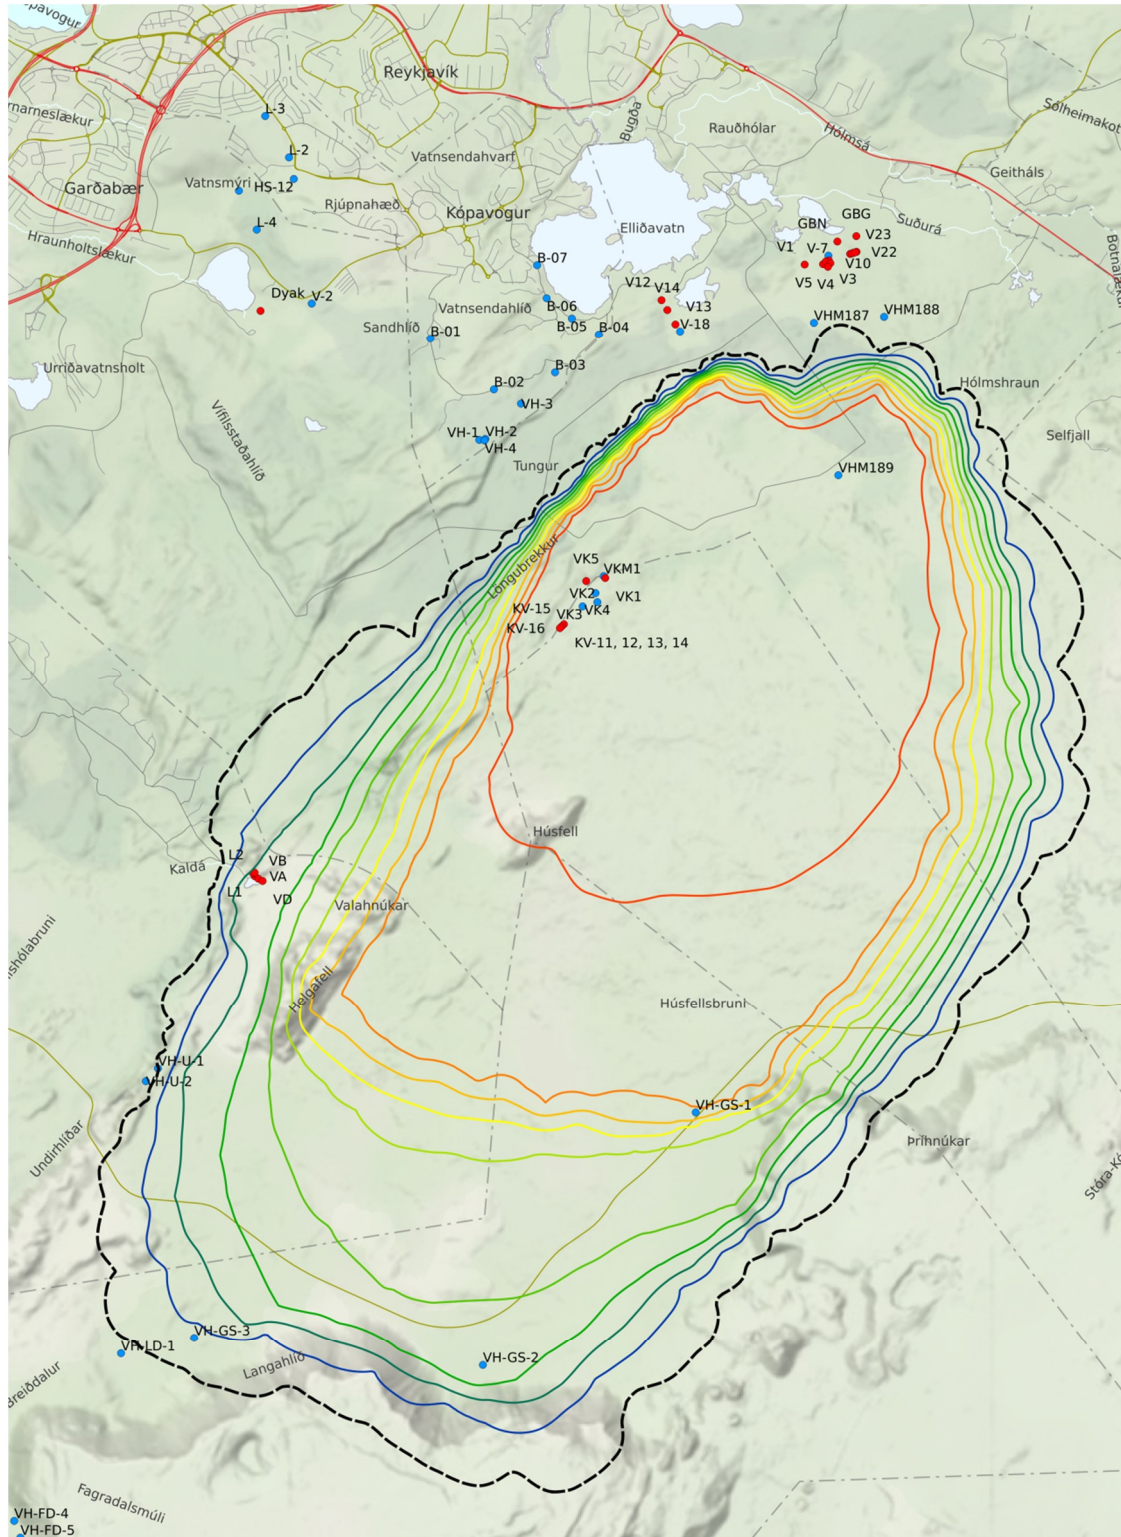 Reykjavík
L-3
Bugða
Rauðhólar
Hólmsá
L-2
Vatnsendahvarf
Geitháls
Garðabær
Vatnsmýri
HS-12
Rjúpnahæð
Kópavogur
GBG
GBN
Suðurá
Elliðavatn
L-4
V23
Hraunholtslækur
V1
V-7
V22
V10
B-07
V3
V5
V4
V12
V14
Dyak
V-2
B-06
Vatnsendahlíð
V13
VHM188
VHM187
Sandhlíð
B-01
B-05
B-04
V-18
Urriðavatnsholt
B-03
B-02
Hólmshraun
VH-3
Vífilsstaðahlíð
VH-1
VH-2
VH-4
Selfjall
Tungur
VHM189
Löngubrekkur
VK5
VKM1
VK2
VK1
KV-15
VK3
VK4
KV-16
KV-11, 12, 13, 14
Húsfell
L2
VB
Kaldá
VA
L1
VD
Valahnúkar
Helgafell
Húsfellsbruni
VH-U-1
VH-U-2
VH-GS-1
Undirhlíðar
Þríhnúkar
VH-GS-3
VH-LD-1
VH-GS-2
Langahlíð
Fagradalsmúli
VH-FD-4
VH-FD-5